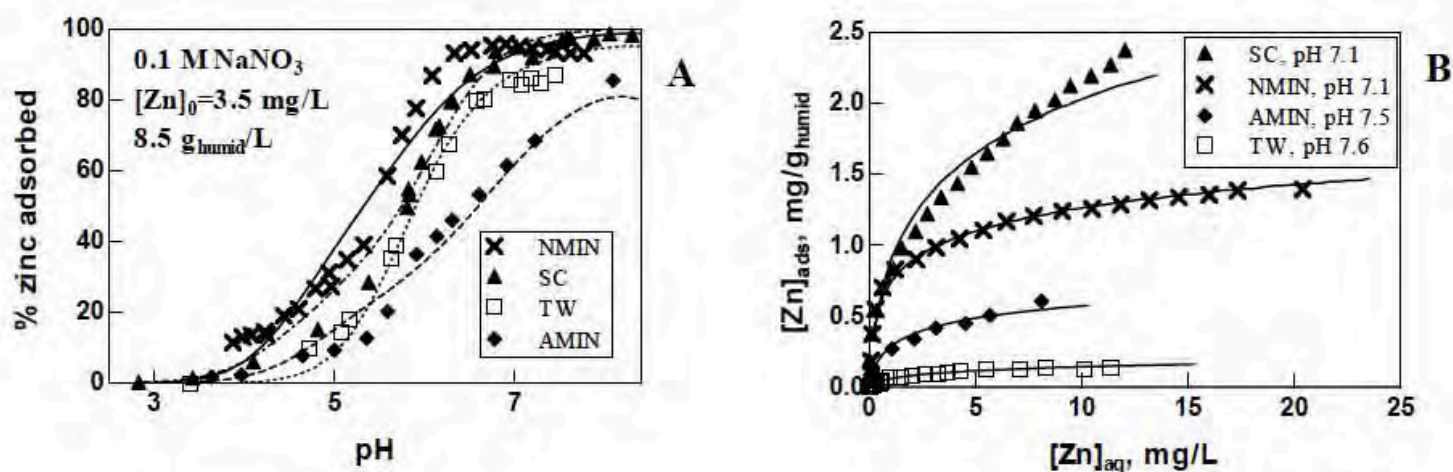 100
80
60
40
20
0
% zinc adsorbed
0.1 M NaNO3
[Zn]0=3.5 mg/L
8.5 ghumid/L
A
NMIN
SC
TW
AMIN
3
5
7
pH
2.5
2.0
1.5
1.0
0.5
0.0
[Zn]ads, mg/ghumid
SC, pH 7.1
NMIN, pH 7.1
AMIN, pH 7.5
TW, pH 7.6
B
0
5
10
15
20
25
[Zn]aq, mg/L